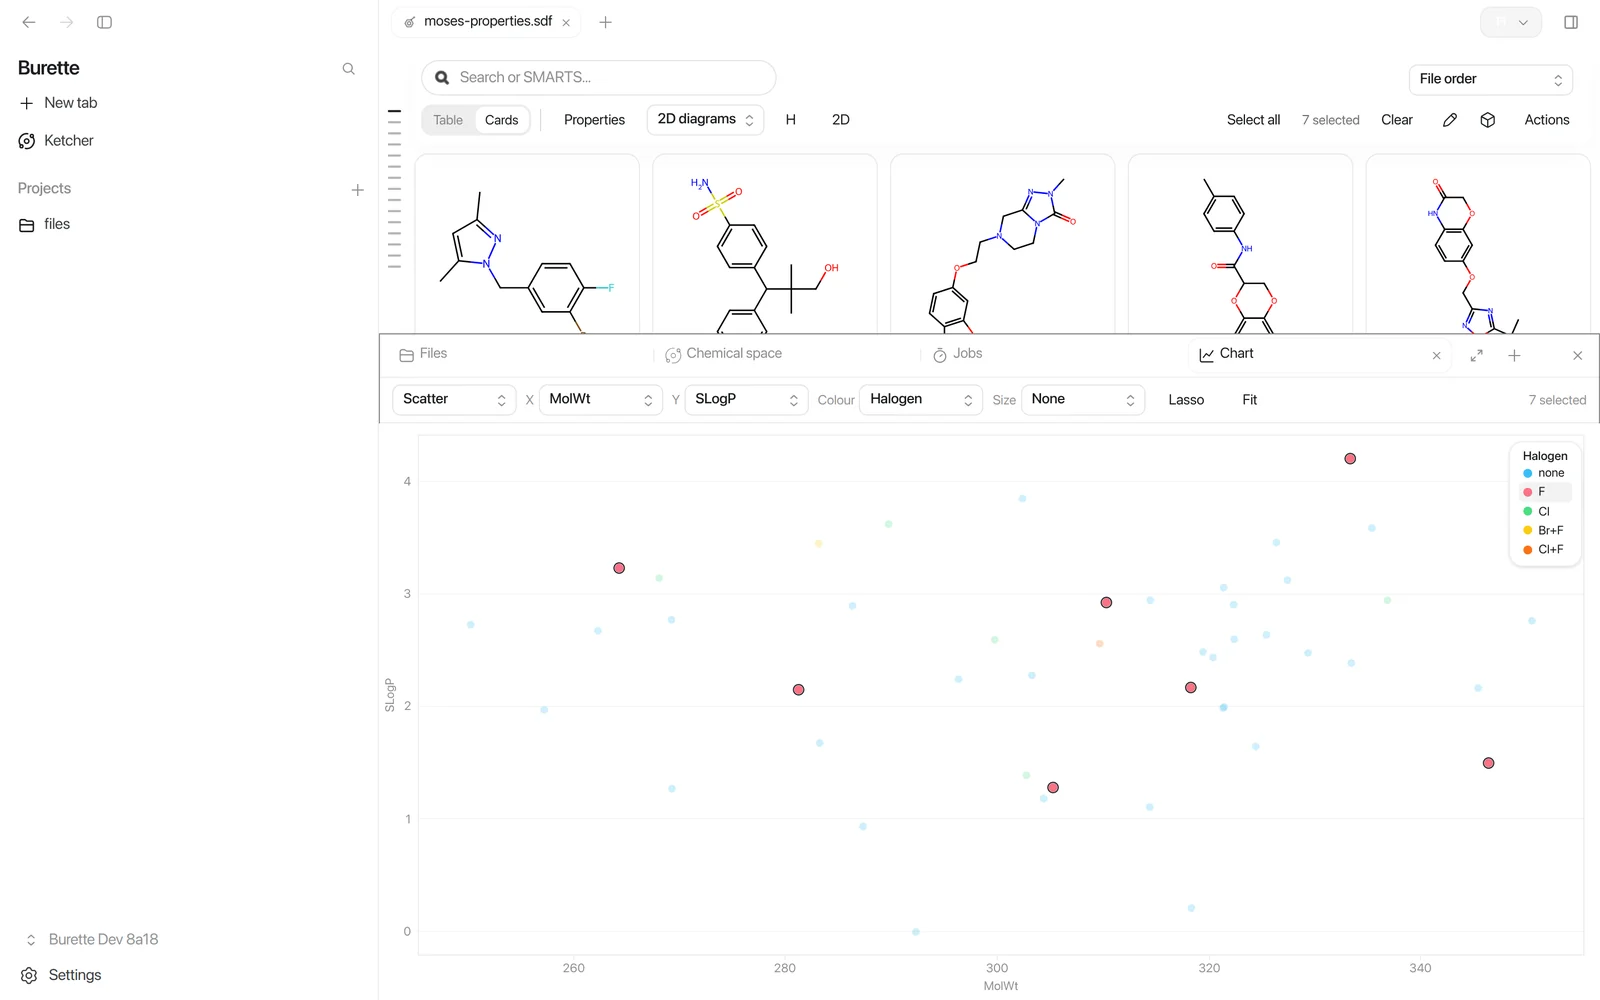 moses-properties.sdf
Burette
New tab
Ketcher
Projects
files
Search or SMARTS...
File order
Table Cards Properties 2D diagrams H 2D Select all 7 selected Clear Actions
N
N
F
H₂N
S
O
O
OH
N
N
N
O
N
O
NH
O
O
O
O
HN
O
O
N
N
Files Chemical space Jobs Chart
Scatter X MolWt Y SLogP Colour Halogen Size None Lasso Fit 7 selected
Halogen
none
F
Cl
Br+F
Cl+F
4
3
2
1
0
SLogP
260 280 300 320 340
MolWt
Burette Dev 8a18
Settings